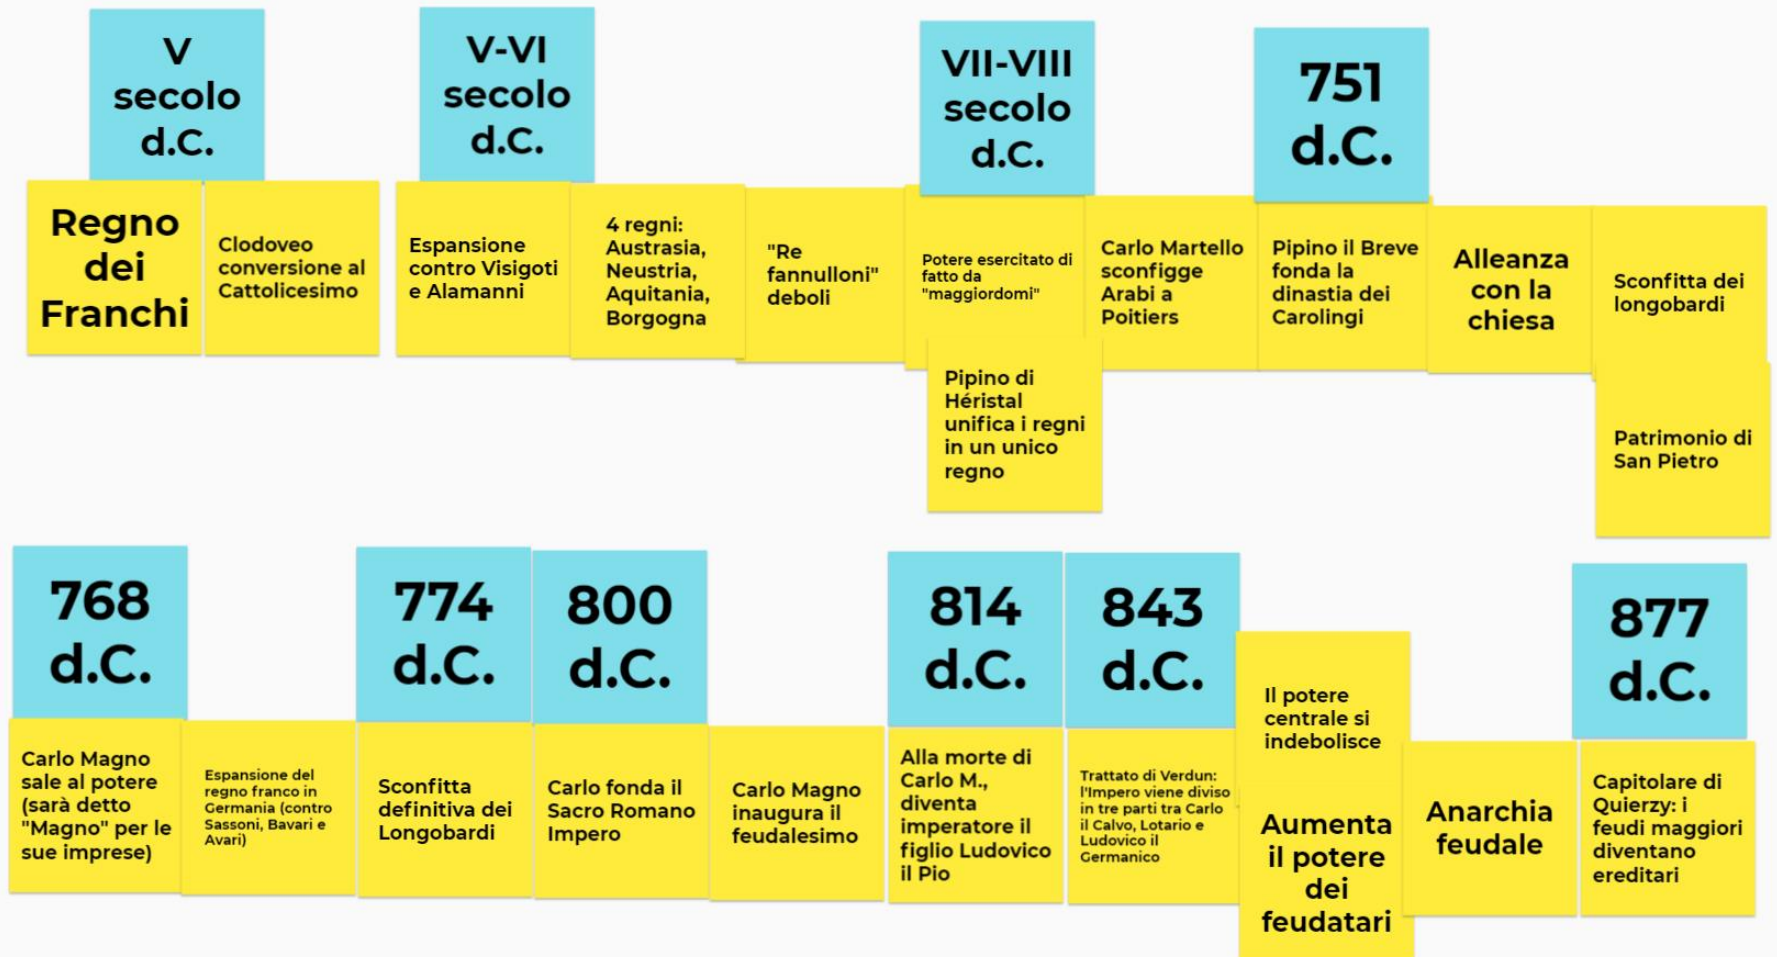 V
secolo
d.C.
V-VI
secolo
d.C.
VII-VIII
secolo
d.C.
751
d.C.
Regno
dei
Franchi
Clodoveo
conversione al
Cattolicesimo
Espansione
contro Visigoti
e Alamanni
4 regni:
Austrasia,
Neustria,
Aquitania,
Borgogna
"Re
fannulloni"
deboli
Potere esercitato di
fatto da
"maggiordomi"
Pipino di
Héristal
unifica i regni
in un unico
regno
Carlo Martello
sconfigge
Arabi a
Poitiers
Pipino il Breve
fonda la
dinastia dei
Carolingi
Alleanza
con la
chiesa
Sconfitta dei
longobardi
Patrimonio di
San Pietro
768
d.C.
774
d.C.
800
d.C.
814
d.C.
843
d.C.
877
d.C.
Carlo Magno
sale al potere
(sarà detto
"Magno" per le
sue imprese)
Espansione del
regno franco in
Germania (contro
Sassoni, Bavari e
Avari)
Sconfitta
definitiva dei
Longobardi
Carlo fonda il
Sacro Romano
Impero
Carlo Magno
inaugura il
feudalesimo
Alla morte di
Carlo M.,
diventa
imperatore il
figlio Ludovico
il Pio
Trattato di Verdun:
l'Impero viene diviso
in tre parti tra Carlo
il Calvo, Lotario e
Ludovico il
Germanico
Il potere
centrale si
indebolisce
Aumenta
il potere
dei
feudatari
Anarchia
feudale
Capitolare di
Quierzy: i
feudi maggiori
diventano
ereditari